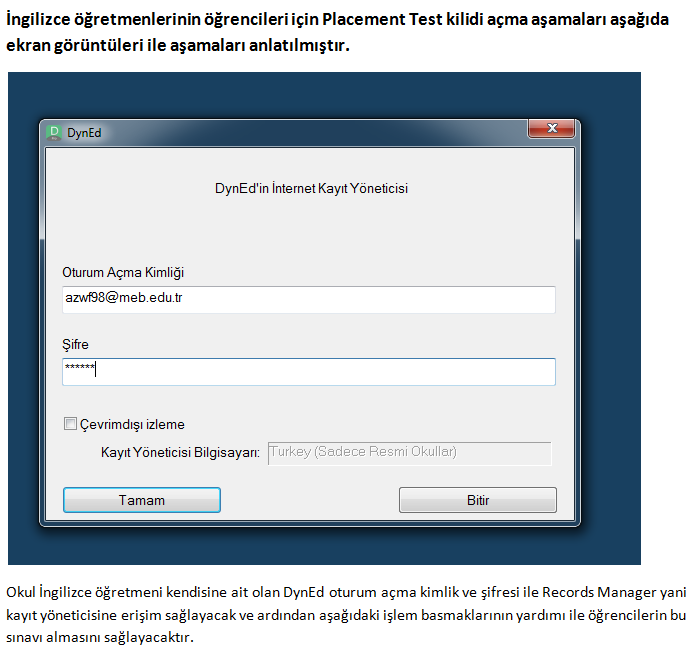 İngilizce öğretmenlerinin öğrencileri için Placement Test kilidi açma aşamaları aşağıda
ekran görüntüleri ile aşamaları anlatılmıştır.
DynEd
DynEd'in İnternet Kayıt Yöneticisi
Oturum Açma Kimliği
azwf98@meb.edu.tr
Şifre
******
Çevrimdışı izleme
Kayıt Yöneticisi Bilgisayarı: Turkey (Sadece Resmi Okullar)
Tamam Bitir
Okul İngilizce öğretmeni kendisine ait olan DynEd oturum açma kimlik ve şifresi ile Records Manager yani
kayıt yöneticisine erişim sağlayacak ve ardından aşağıdaki işlem basmaklarının yardımı ile öğrencilerin bu
sınavı almasını sağlayacaktır.